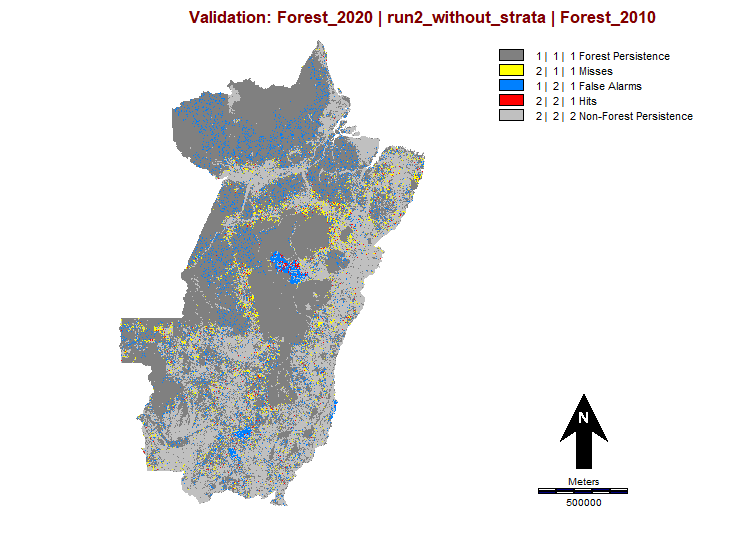 Validation: Forest_2020 | run2_without_strata | Forest_2010
1 | 1 | 1 Forest Persistence
2 | 1 | 1 Misses
1 | 2 | 1 False Alarms
2 | 2 | 1 Hits
2 | 2 | 2 Non-Forest Persistence
N
Meters
500000